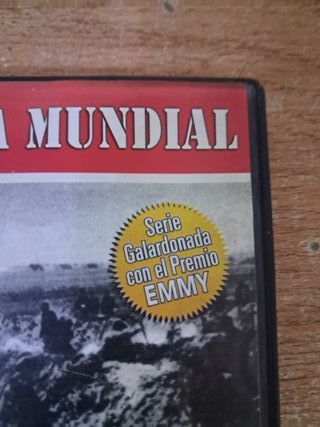 A MUNDIAL
Serie
Galardonada
con el Premio
EMMY